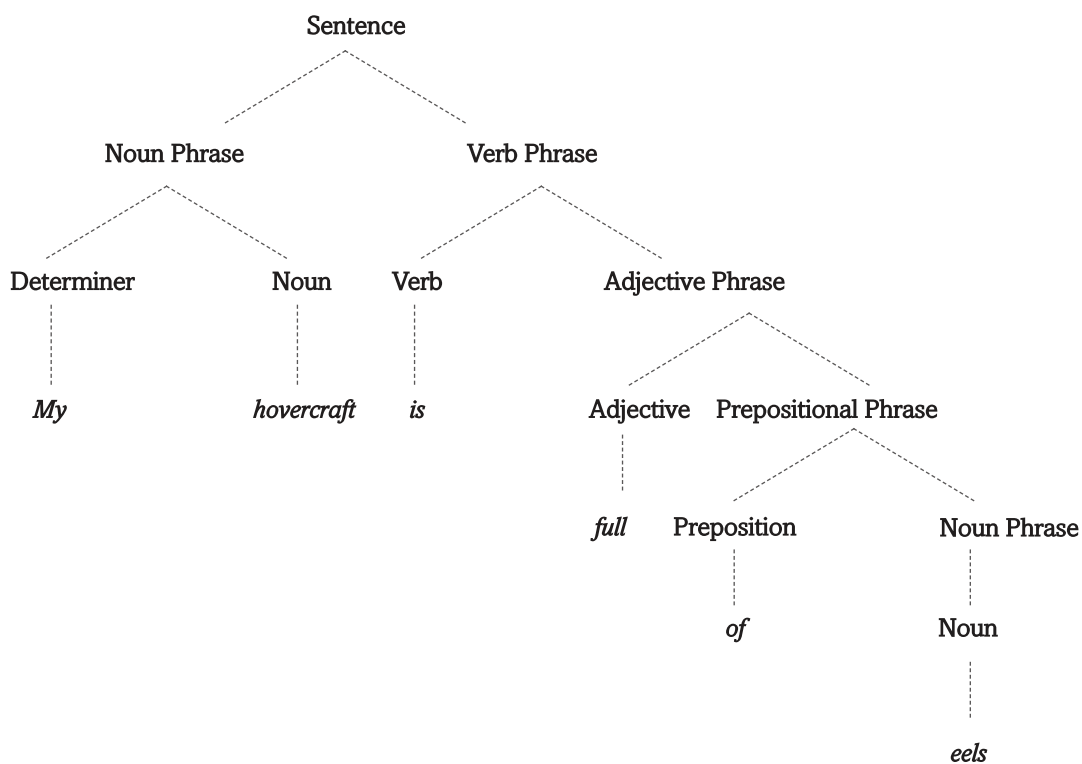 Sentence
Noun Phrase Verb Phrase
Determiner Noun Verb Adjective Phrase
My hovercraft is Adjective Prepositional Phrase
full Preposition Noun Phrase
of Noun
eels